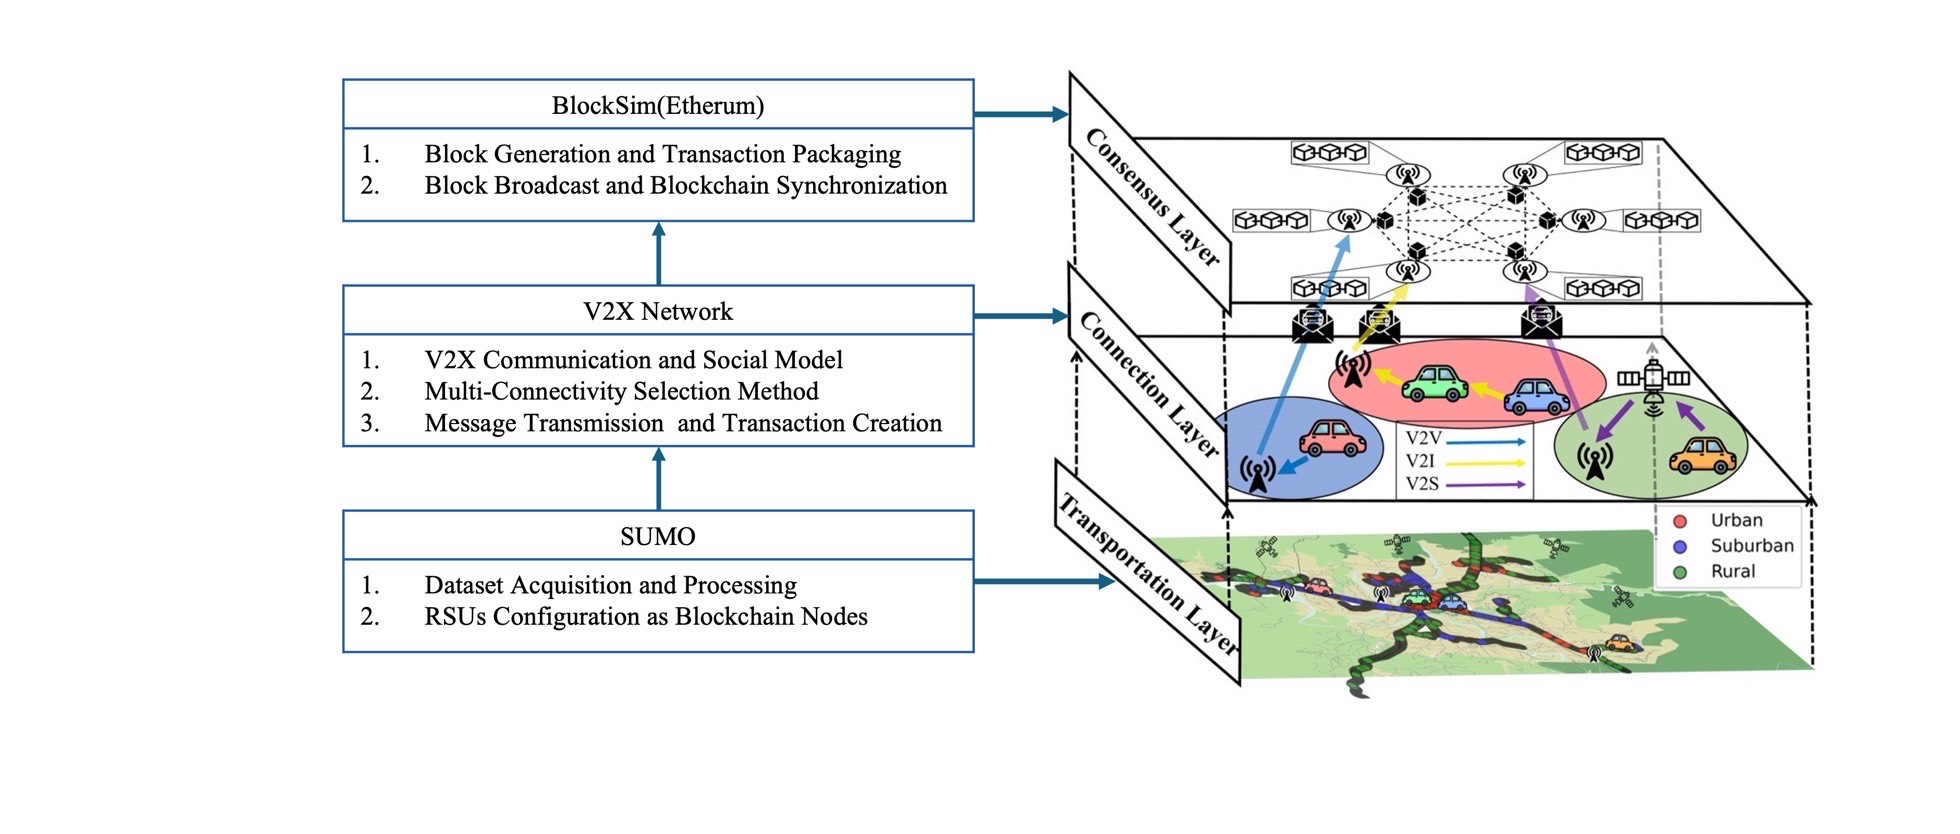 BlockSim(Etherum)
1. Block Generation and Transaction Packaging
2. Block Broadcast and Blockchain Synchronization
V2X Network
1. V2X Communication and Social Model
2. Multi-Connectivity Selection Method
3. Message Transmission and Transaction Creation
SUMO
1. Dataset Acquisition and Processing
2. RSUs Configuration as Blockchain Nodes
Consensus Layer
Connection Layer
V2V
V2I
V2S
Transportation Layer
Urban
Suburban
Rural